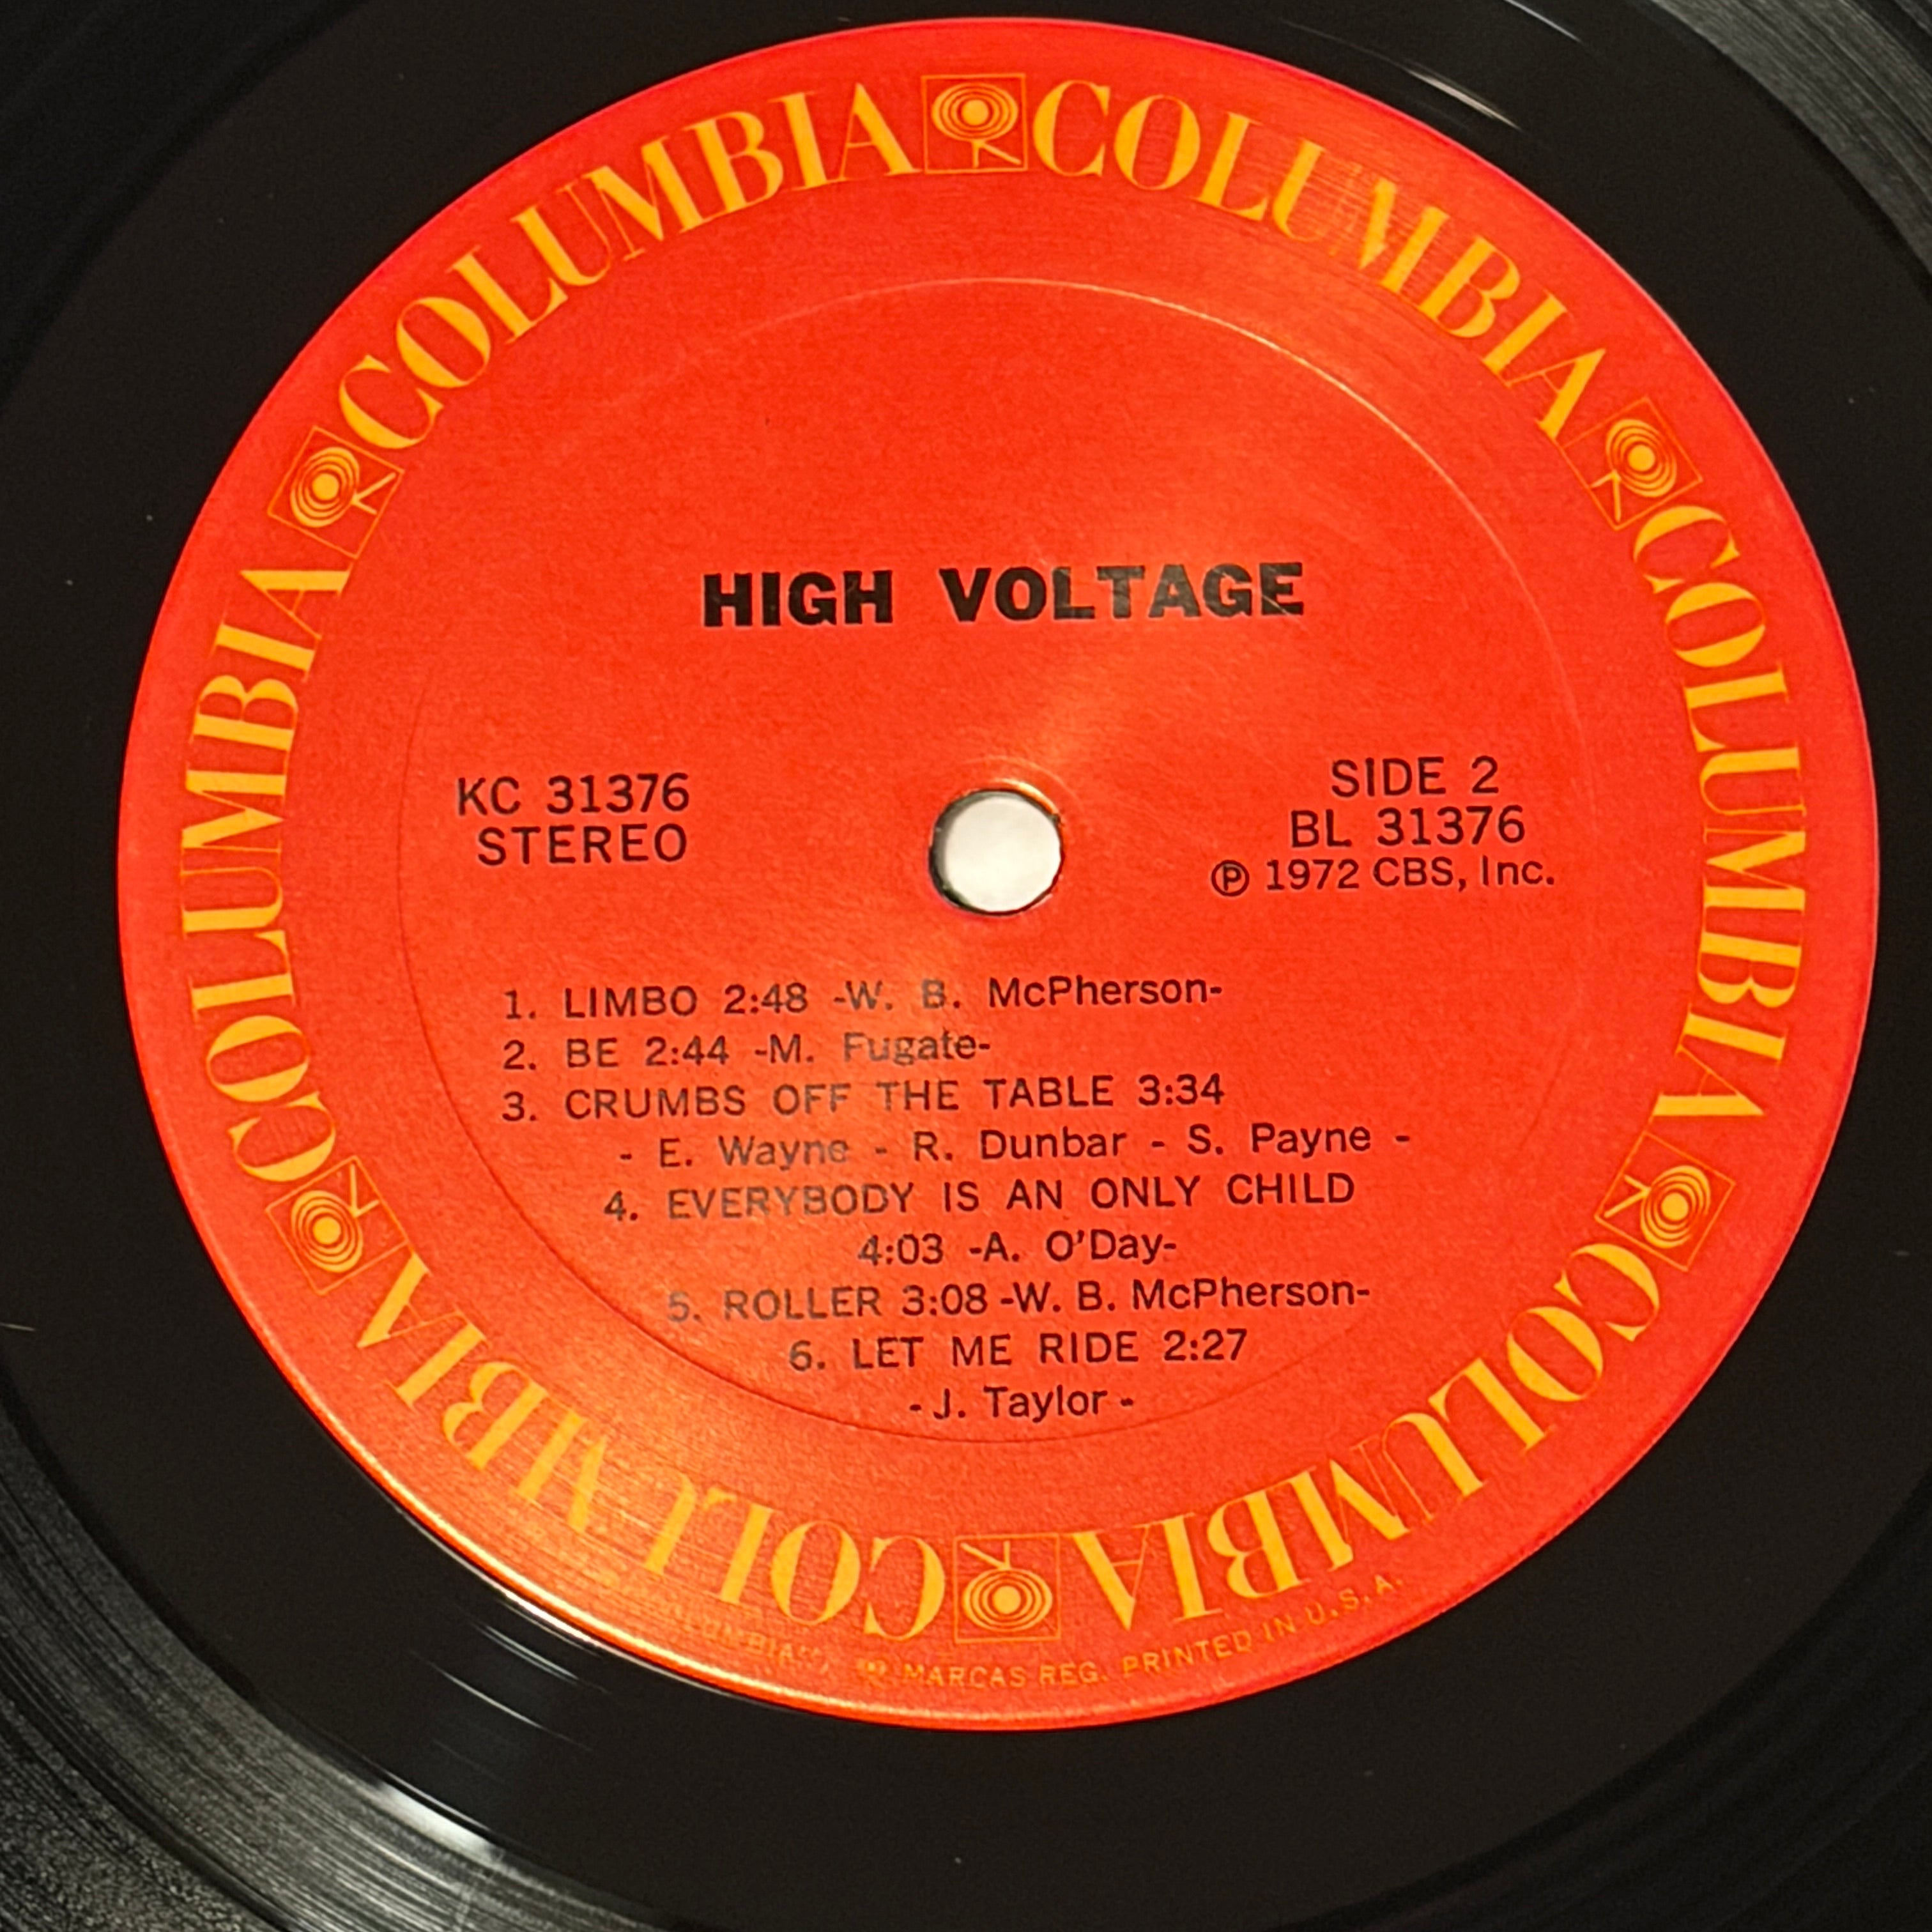 COLUMBIA COLUMBIA COLUMBIA COLUMBIA COLUMBIA COLUMBIA
HIGH VOLTAGE
KC 31376
STEREO
SIDE 2
BL 31376
Ⓟ 1972 CBS, Inc.
1. LIMBO 2:48 -W. B. McPherson-
2. BE 2:44 -M. Fugate-
3. CRUMBS OFF THE TABLE 3:34
- E. Wayne - R. Dunbar - S. Payne -
4. EVERYBODY IS AN ONLY CHILD
4:03 -A. O'Day-
5. ROLLER 3:08 -W. B. McPherson-
6. LET ME RIDE 2:27
- J. Taylor -
MARCAS REG. PRINTED IN U.S.A.